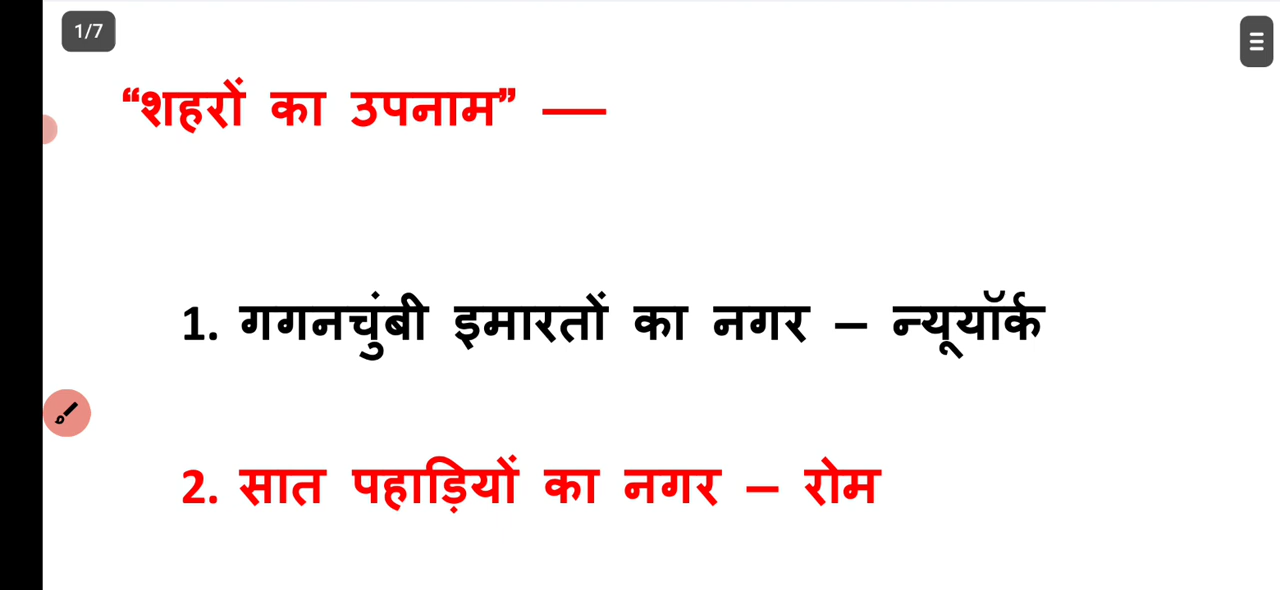 1/7
“शहरों का उपनाम” —
1. गगनचुंबी इमारतों का नगर – न्यूयॉर्क
2. सात पहाड़ियों का नगर – रोम